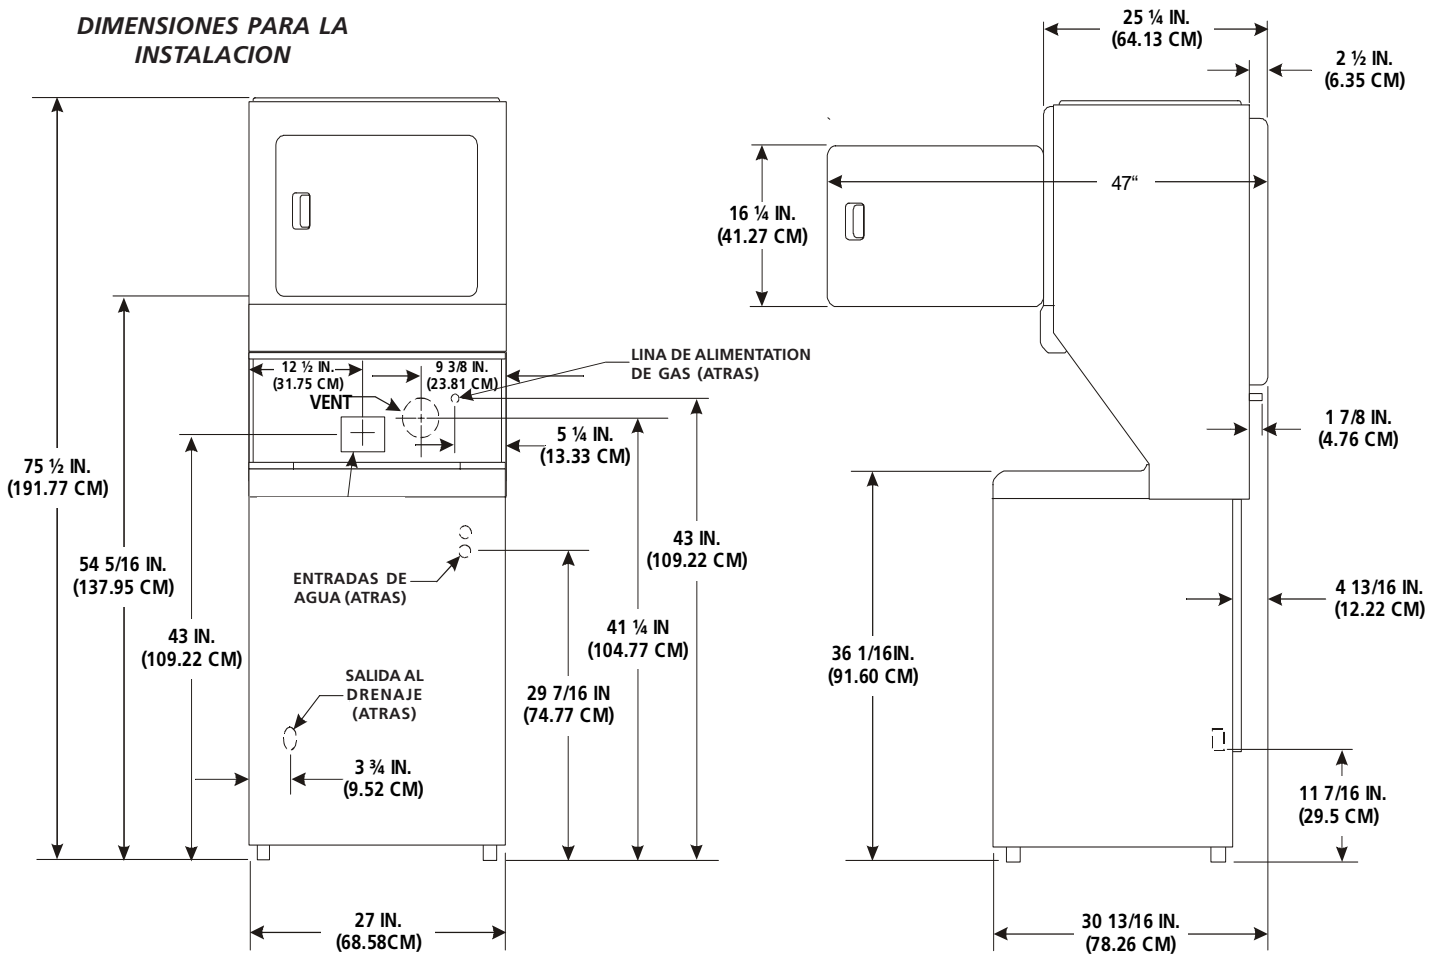 DIMENSIONES PARA LA
INSTALACION
25 ¼ IN.
(64.13 CM)
2 ½ IN.
(6.35 CM)
47“
16 ¼ IN.
(41.27 CM)
12 ½ IN.
(31.75 CM)
9 3/8 IN.
(23.81 CM)
LINA DE ALIMENTATION
DE GAS (ATRAS)
VENT
5 ¼ IN.
(13.33 CM)
1 7/8 IN.
(4.76 CM)
75 ½ IN.
(191.77 CM)
54 5/16 IN.
(137.95 CM)
43 IN.
(109.22 CM)
ENTRADAS DE
AGUA (ATRAS)
43 IN.
(109.22 CM)
41 ¼ IN
(104.77 CM)
29 7/16 IN
(74.77 CM)
SALIDA AL
DRENAJE
(ATRAS)
3 ¾ IN.
(9.52 CM)
36 1/16IN.
(91.60 CM)
4 13/16 IN.
(12.22 CM)
11 7/16 IN.
(29.5 CM)
27 IN.
(68.58CM)
30 13/16 IN.
(78.26 CM)